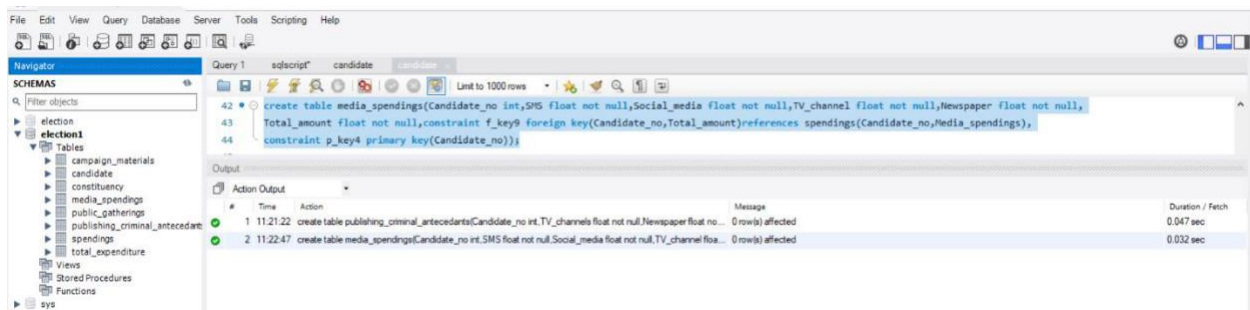 File Edit View Query Database Server Tools Scripting Help
Navigator
SCHEMAS
Filter objects
election
election1
Tables
campaign_materials
candidate
constituency
media_spendings
public_gatherings
publishing_criminal_antecedants
spendings
total_expenditure
Views
Stored Procedures
Functions
sys
Query 1 sqlscript* candidate candidate
Limit to 1000 rows
42 create table media_spendings(Candidate_no int,SMS float not null,Social_media float not null,TV_channel float not null,Newspaper float not null,
43 Total_amount float not null,constraint f_key9 foreign key(Candidate_no,Total_amount)references spendings(Candidate_no,Media_spendings),
44 constraint p_key4 primary key(Candidate_no));
Output
Action Output
# Time Action Message Duration / Fetch
1 11:21:22 create table publishing_criminal_antecedants(Candidate_no int,TV_channels float not null,Newspaper float no... 0 row(s) affected 0.047 sec
2 11:22:47 create table media_spendings(Candidate_no int,SMS float not null,Social_media float not null,TV_channel floa... 0 row(s) affected 0.032 sec